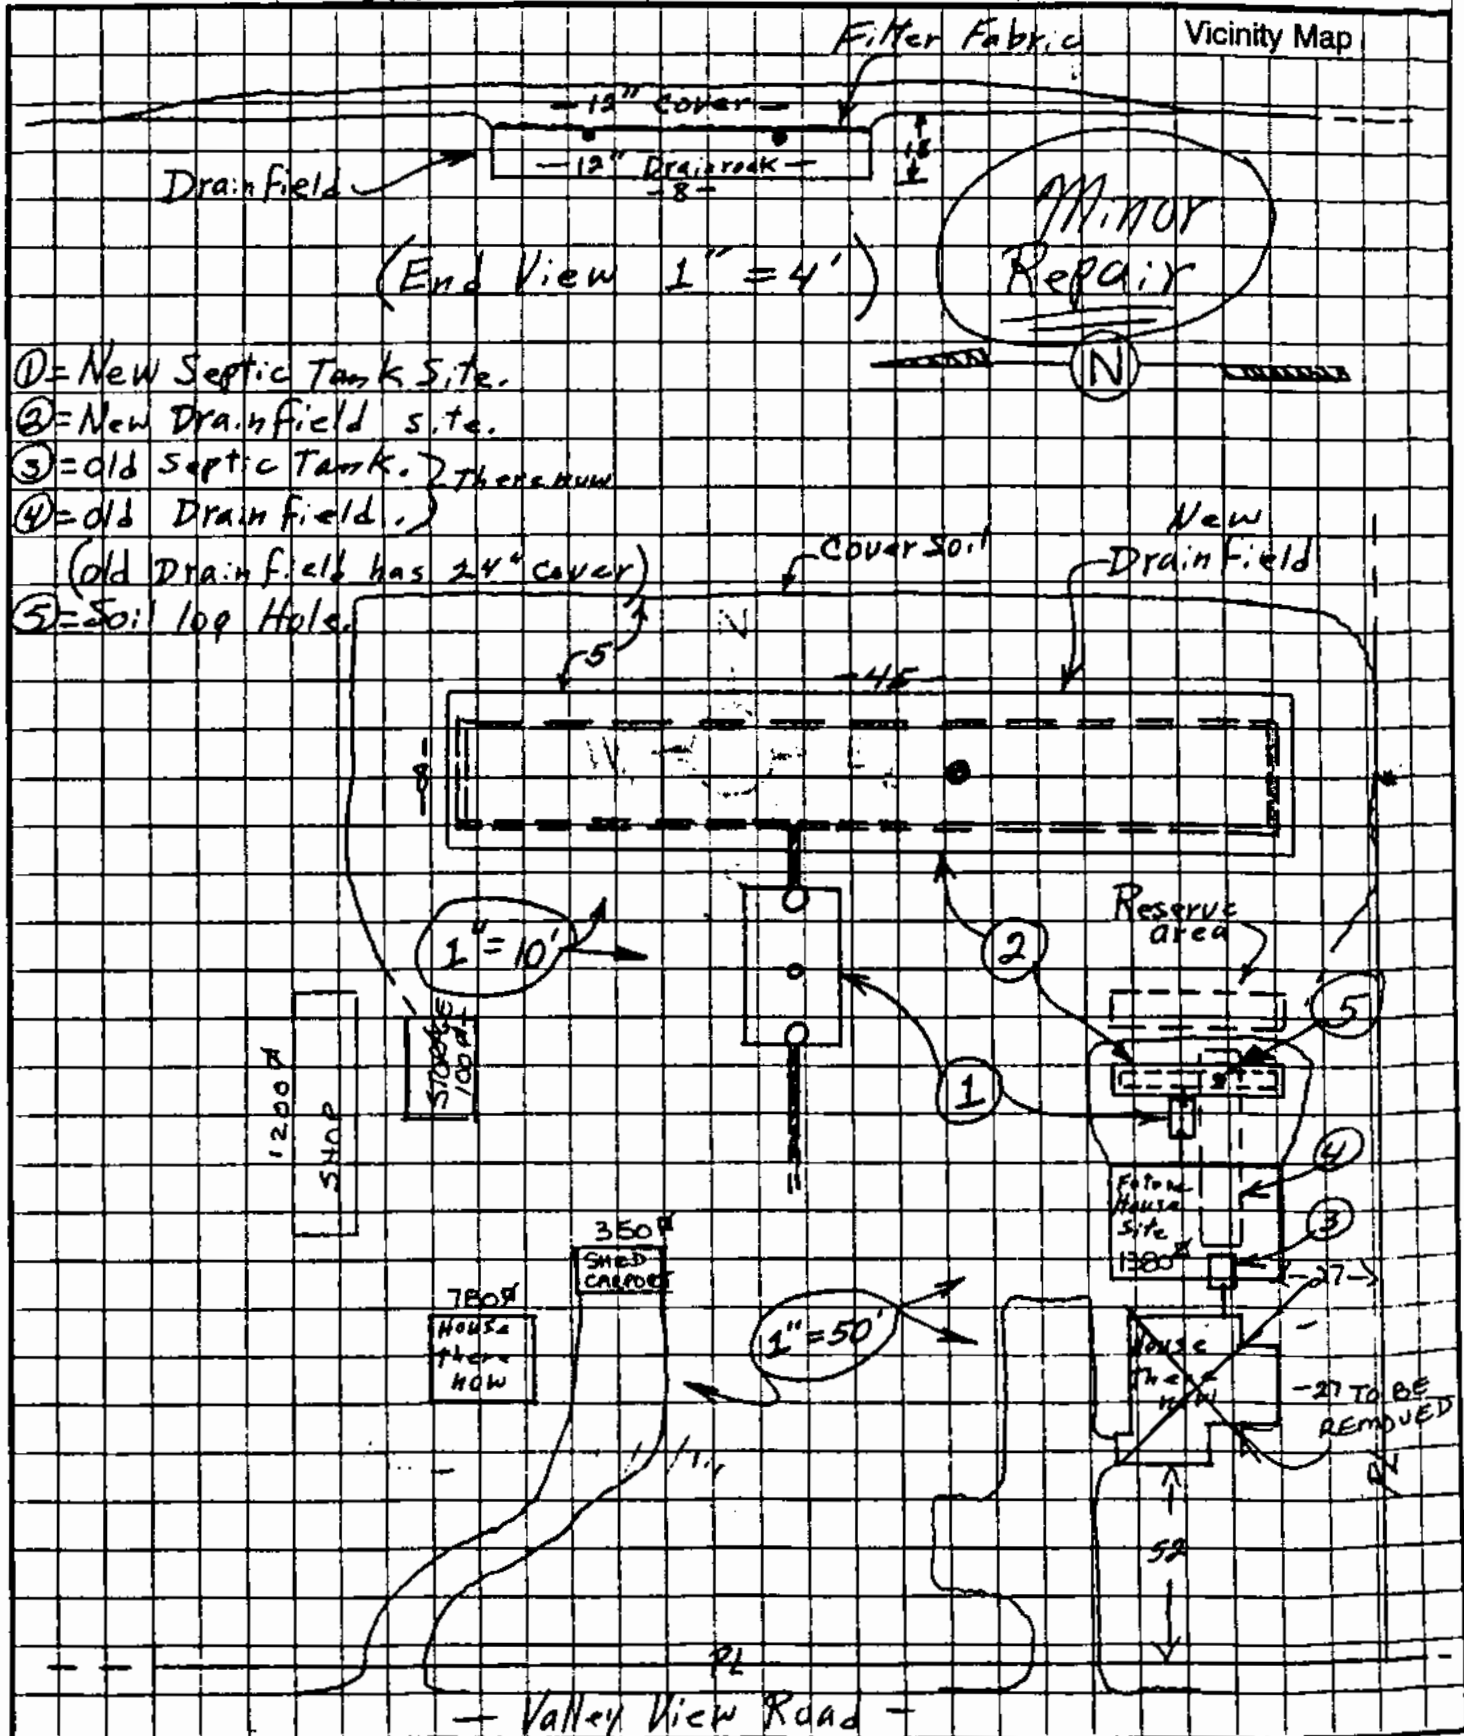 Filter Fabric
Vicinity Map
- 12" cover -
- 12" Drainrock -
- 8 -
18
Drainfield
(End View 1" = 4')
Minor
Repair
N
① = New Septic Tank Site.
② = New Drainfield site.
③ = old Septic Tank.
④ = old Drainfield.
} There now
(old Drainfield has 24" cover)
⑤ = Soil log Hole.
Cover Soil
New
Drainfield
5
- 45 -
- 8 -
N
W
1" = 10'
2
Reserve
area
5
1200 ⌀
SHOP
STORAGE
100
1
4
Future
House
Site
1380 ⌀
3
- 27 ->
350 ⌀
SHED
CARPORT
780 ⌀
House
there
now
1" = 50'
House
there
now
- 27 TO BE
REMOVED
PL
52
PL
- Valley View Road -